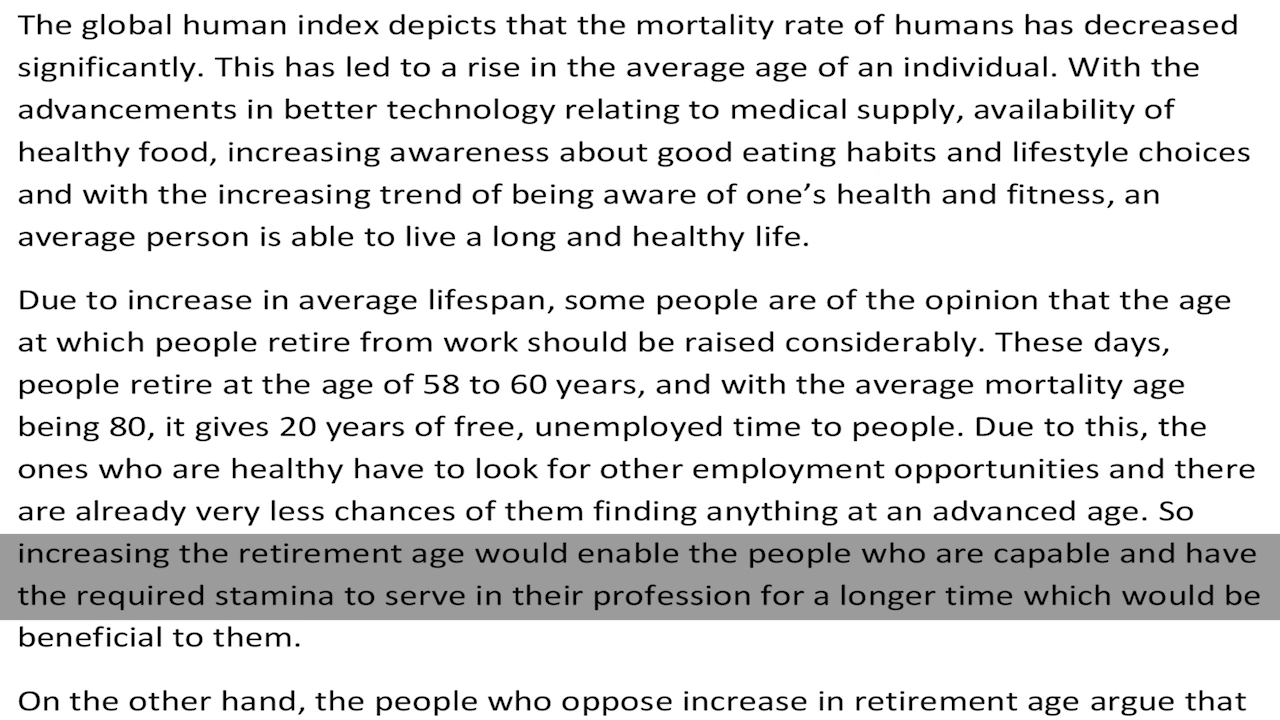 The global human index depicts that the mortality rate of humans has decreased
significantly. This has led to a rise in the average age of an individual. With the
advancements in better technology relating to medical supply, availability of
healthy food, increasing awareness about good eating habits and lifestyle choices
and with the increasing trend of being aware of one’s health and fitness, an
average person is able to live a long and healthy life.
Due to increase in average lifespan, some people are of the opinion that the age
at which people retire from work should be raised considerably. These days,
people retire at the age of 58 to 60 years, and with the average mortality age
being 80, it gives 20 years of free, unemployed time to people. Due to this, the
ones who are healthy have to look for other employment opportunities and there
are already very less chances of them finding anything at an advanced age. So
increasing the retirement age would enable the people who are capable and have
the required stamina to serve in their profession for a longer time which would be
beneficial to them.
On the other hand, the people who oppose increase in retirement age argue that